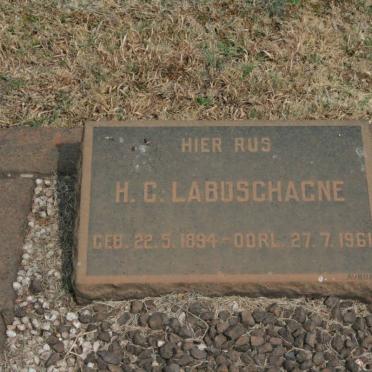 HIER RUS
H. C. LABUSCHAGNE
GEB. 22. 5. 1894 - OORL. 27. 7. 1961